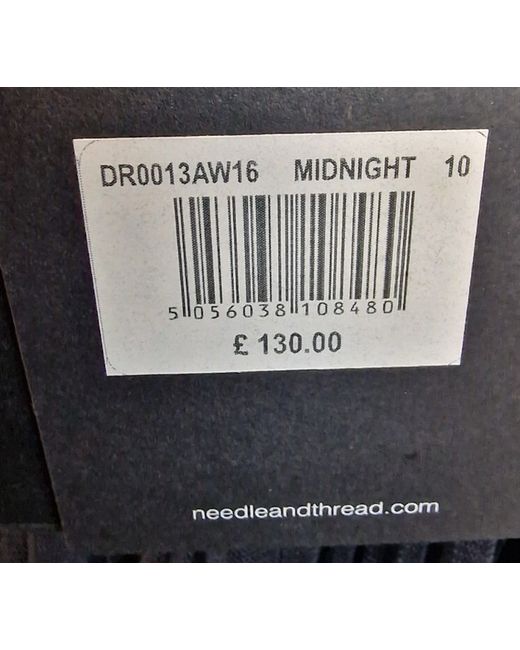 DR0013AW16 MIDNIGHT 10
5 056038 108480
£ 130.00
needleandthread.com